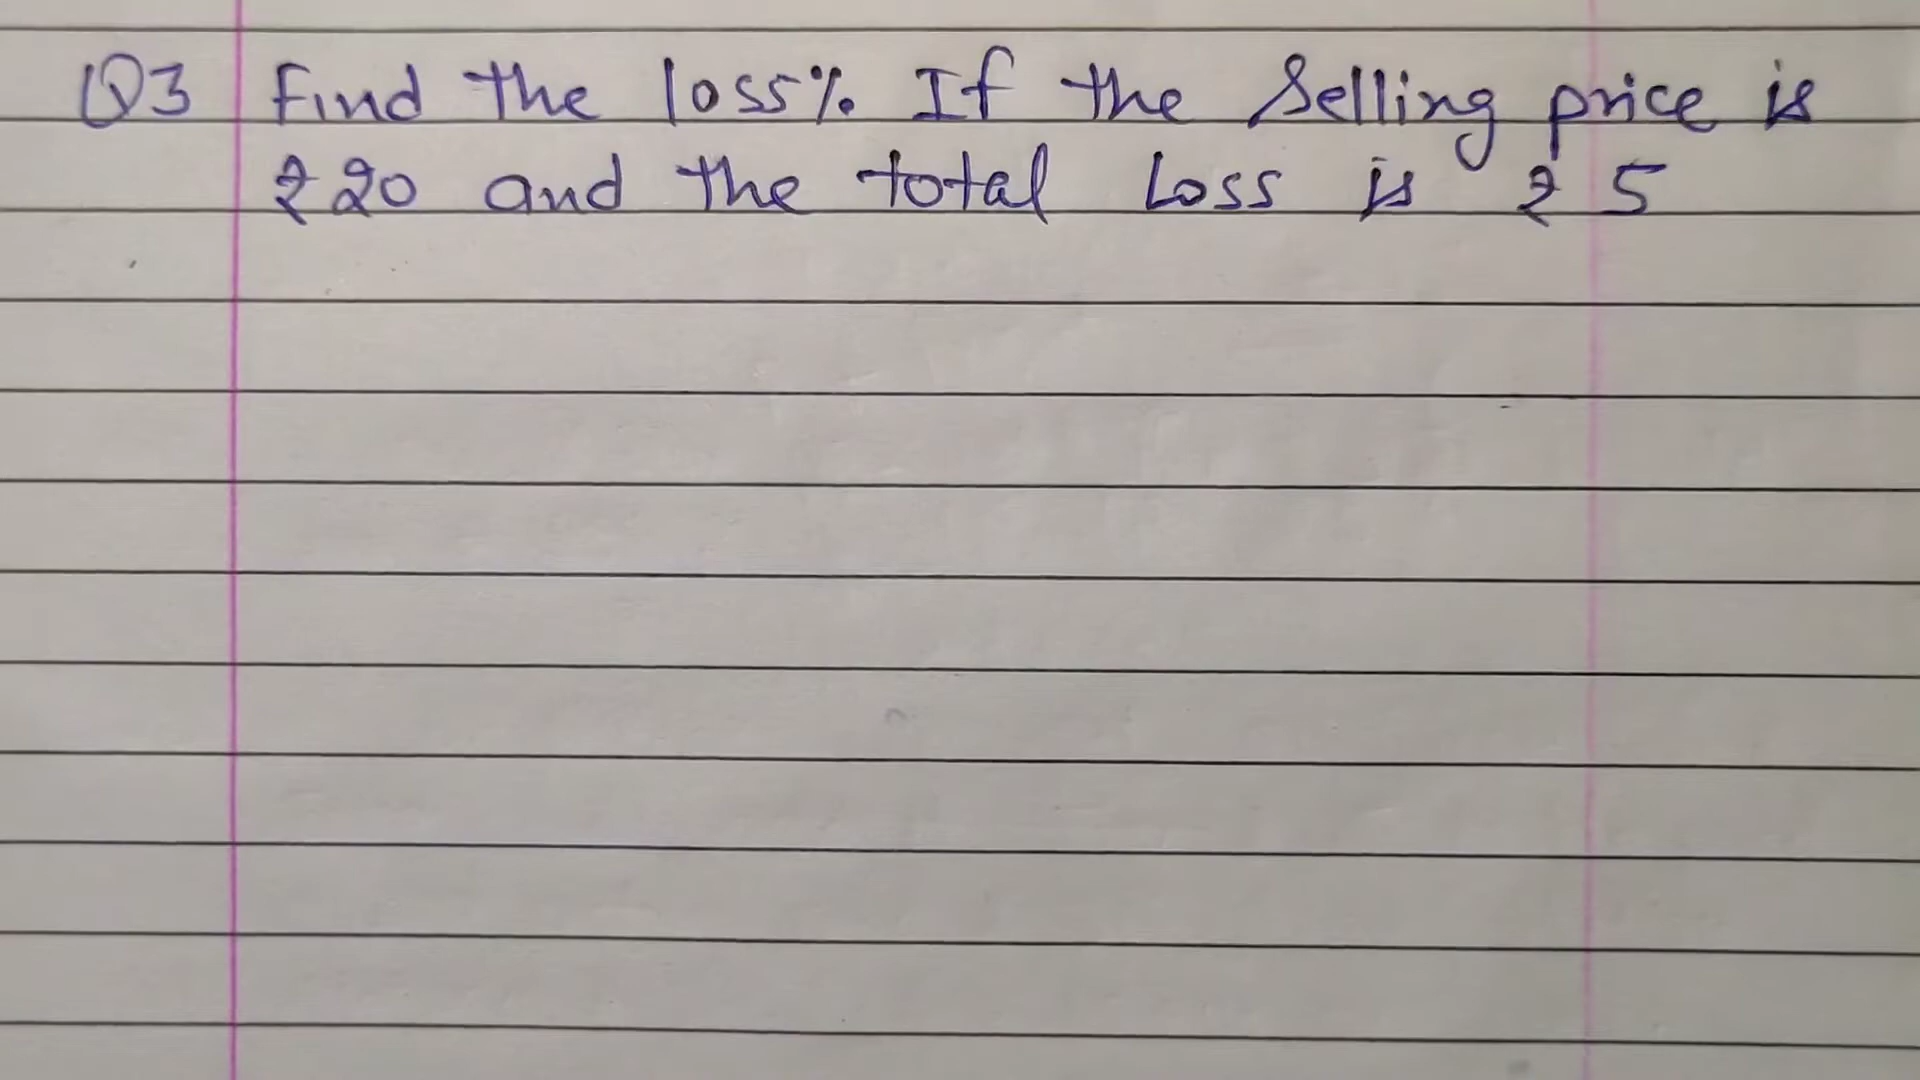 Q3 Find the loss% If the Selling price is
₹20 and the total Loss is ₹ 5